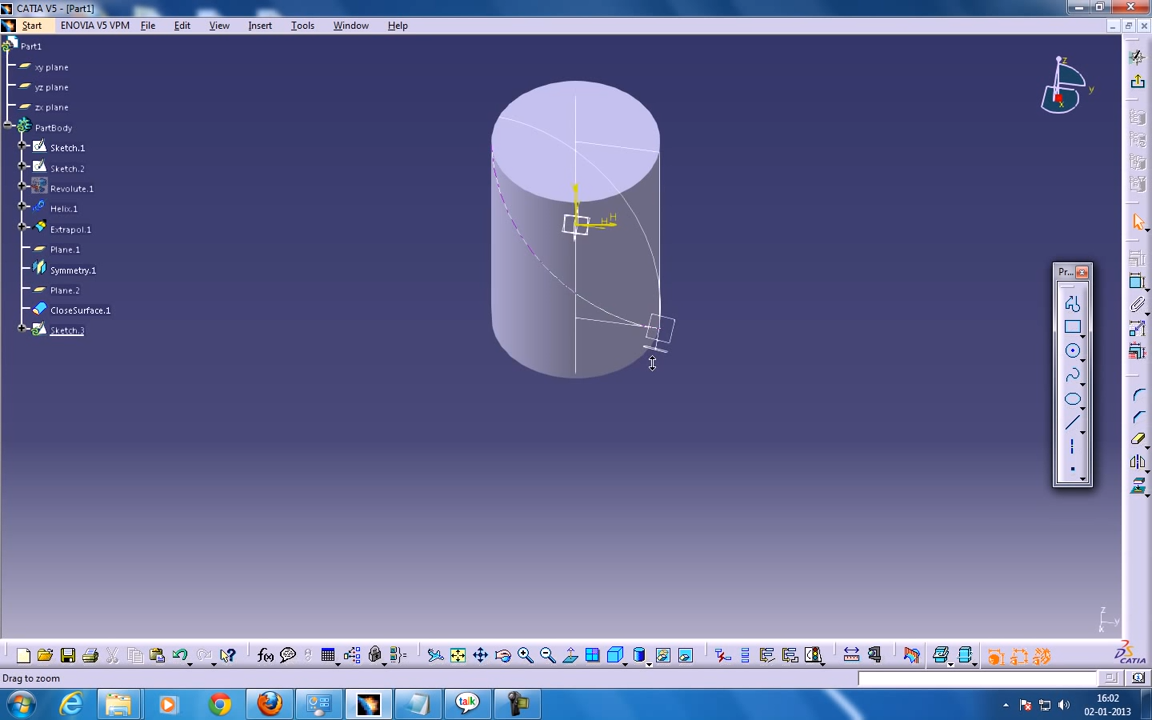 CATIA V5 - [Part1]
Start ENOVIA V5 VPM File Edit View Insert Tools Window Help
Part1
xy plane
yz plane
zx plane
PartBody
Sketch.1
Sketch.2
Revolute.1
Helix.1
Extrapol.1
Plane.1
Symmetry.1
Plane.2
CloseSurface.1
Sketch.3
z
y
x
H H
Pr...
z
y
x
f(x)
CATIA
Drag to zoom
talk
16:02
02-01-2013